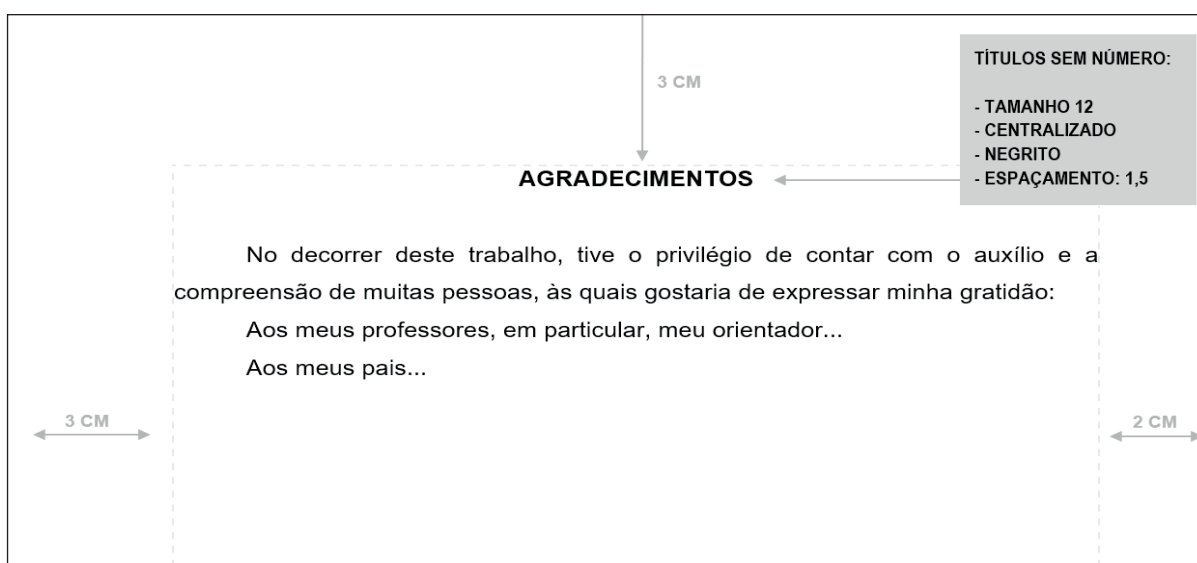 3 CM
TÍTULOS SEM NÚMERO:
- TAMANHO 12
- CENTRALIZADO
- NEGRITO
- ESPAÇAMENTO: 1,5
AGRADECIMENTOS
No decorrer deste trabalho, tive o privilégio de contar com o auxílio e a
compreensão de muitas pessoas, às quais gostaria de expressar minha gratidão:
Aos meus professores, em particular, meu orientador...
Aos meus pais...
3 CM
2 CM